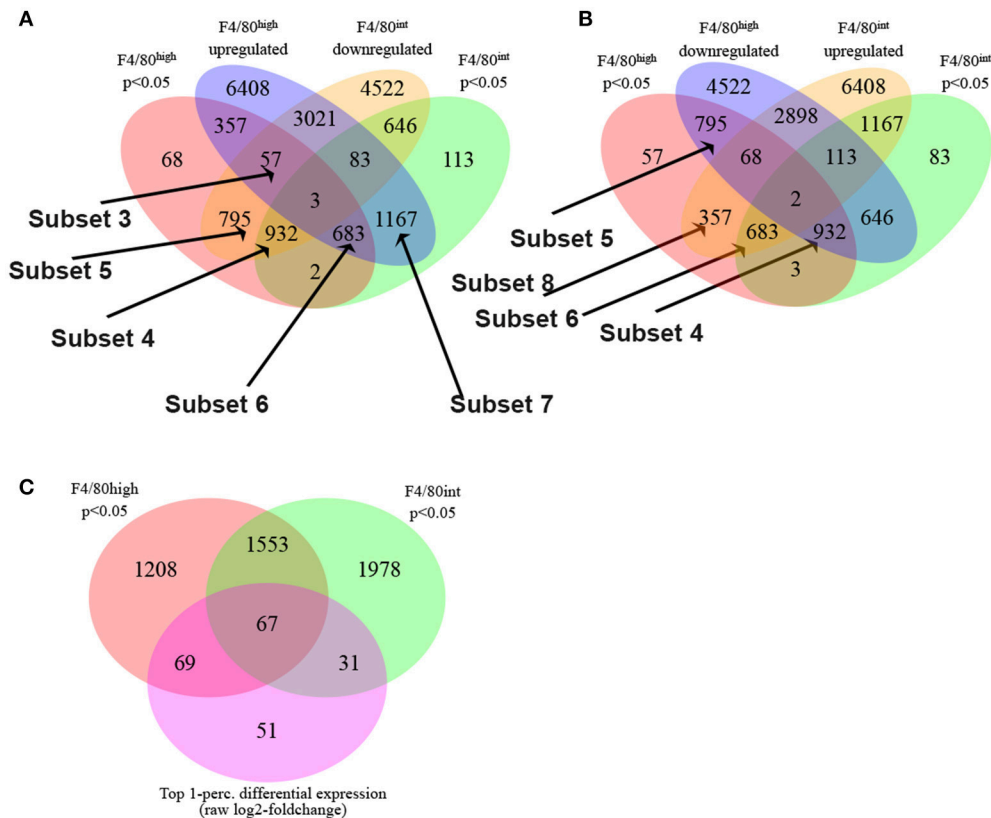 A
F4/80high
p<0.05
F4/80high
upregulated
F4/80int
downregulated
F4/80int
p<0.05
6408
4522
357
3021
646
68
57
83
113
3
795
932
683
1167
2
Subset 3
Subset 5
Subset 4
Subset 6
Subset 7
B
F4/80high
p<0.05
F4/80high
downregulated
F4/80int
upregulated
F4/80int
p<0.05
4522
6408
795
2898
1167
57
68
113
83
2
357
683
932
646
3
Subset 5
Subset 8
Subset 6
Subset 4
C
F4/80high
p<0.05
F4/80int
p<0.05
1553
1208
1978
67
69
31
51
Top 1-perc. differential expression
(raw log2-foldchange)